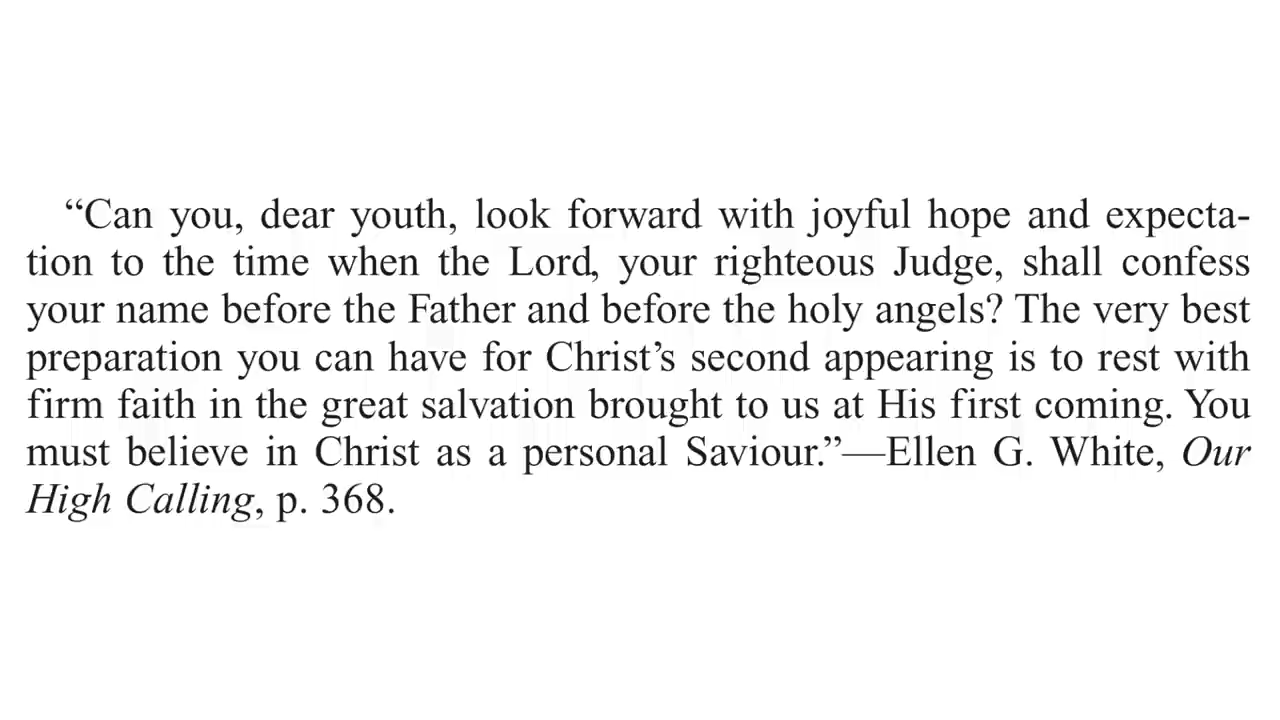 “Can you, dear youth, look forward with joyful hope and expecta-
tion to the time when the Lord, your righteous Judge, shall confess
your name before the Father and before the holy angels? The very best
preparation you can have for Christ’s second appearing is to rest with
firm faith in the great salvation brought to us at His first coming. You
must believe in Christ as a personal Saviour.”—Ellen G. White, Our
High Calling, p. 368.